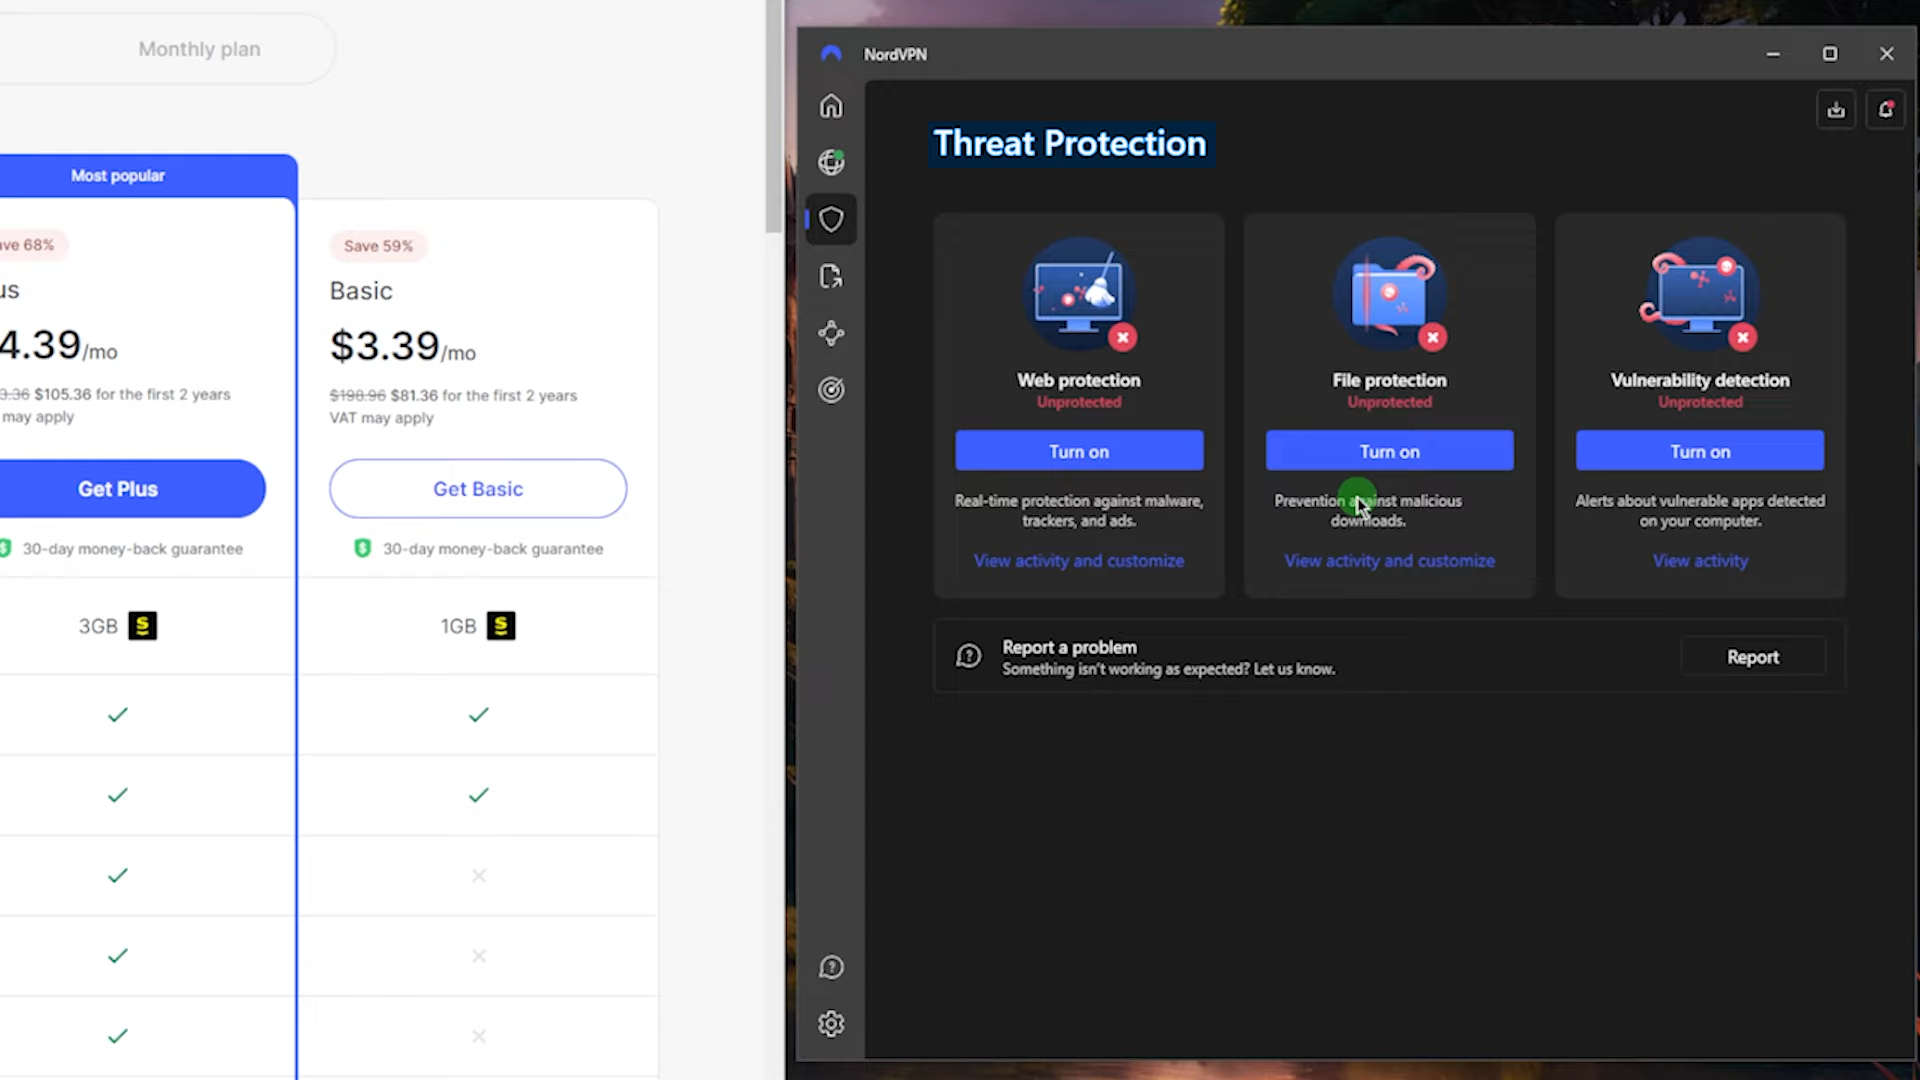 Monthly plan
Most popular
ve 68%
us
4.39/mo
3.36 $105.36 for the first 2 years
may apply
Get Plus
30-day money-back guarantee
3GB
Save 59%
Basic
$3.39/mo
$198.96 $81.36 for the first 2 years
VAT may apply
Get Basic
30-day money-back guarantee
1GB
NordVPN
Threat Protection
Web protection
Unprotected
Turn on
Real-time protection against malware,
trackers, and ads.
View activity and customize
File protection
Unprotected
Turn on
Prevention against malicious
downloads.
View activity and customize
Vulnerability detection
Unprotected
Turn on
Alerts about vulnerable apps detected
on your computer.
View activity
Report a problem
Something isn't working as expected? Let us know.
Report